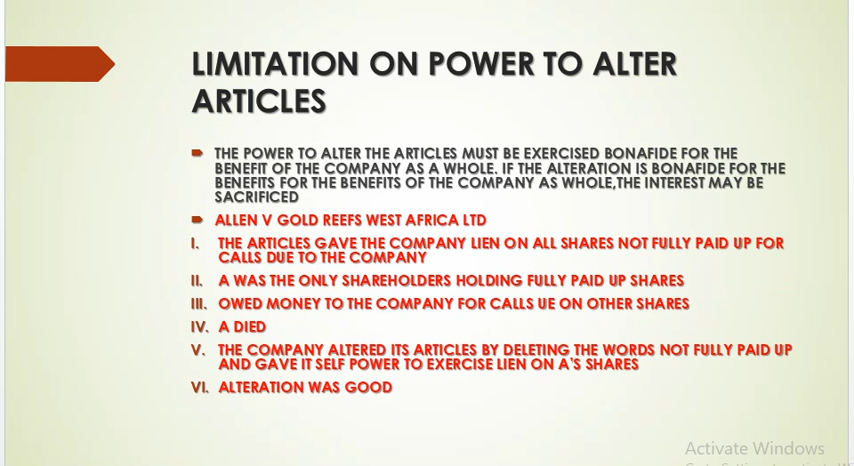 LIMITATION ON POWER TO ALTER
ARTICLES
THE POWER TO ALTER THE ARTICLES MUST BE EXERCISED BONAFIDE FOR THE
BENEFIT OF THE COMPANY AS A WHOLE. IF THE ALTERATION IS BONAFIDE FOR THE
BENEFITS FOR THE BENEFITS OF THE COMPANY AS WHOLE,THE INTEREST MAY BE
SACRIFICED
ALLEN V GOLD REEFS WEST AFRICA LTD
I. THE ARTICLES GAVE THE COMPANY LIEN ON ALL SHARES NOT FULLY PAID UP FOR
CALLS DUE TO THE COMPANY
II. A WAS THE ONLY SHAREHOLDERS HOLDING FULLY PAID UP SHARES
III. OWED MONEY TO THE COMPANY FOR CALLS UE ON OTHER SHARES
IV. A DIED
V. THE COMPANY ALTERED ITS ARTICLES BY DELETING THE WORDS NOT FULLY PAID UP
AND GAVE IT SELF POWER TO EXERCISE LIEN ON A'S SHARES
VI. ALTERATION WAS GOOD
Activate Windows